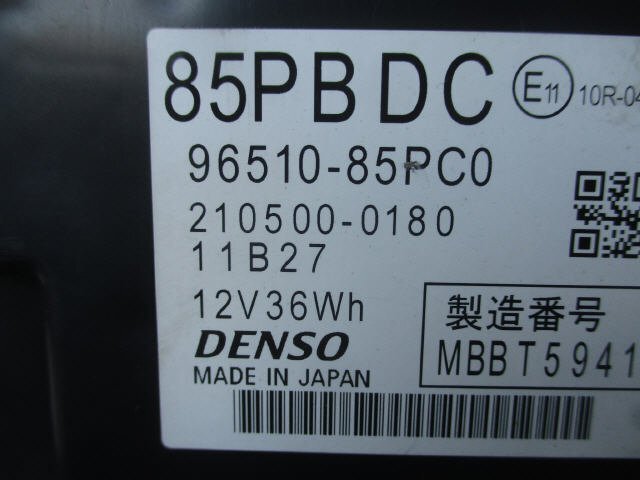 85PBDC E11 10R-04
96510-85PC0
210500-0180
11B27
12V36Wh
製造番号
DENSO
MBBT5941
MADE IN JAPAN